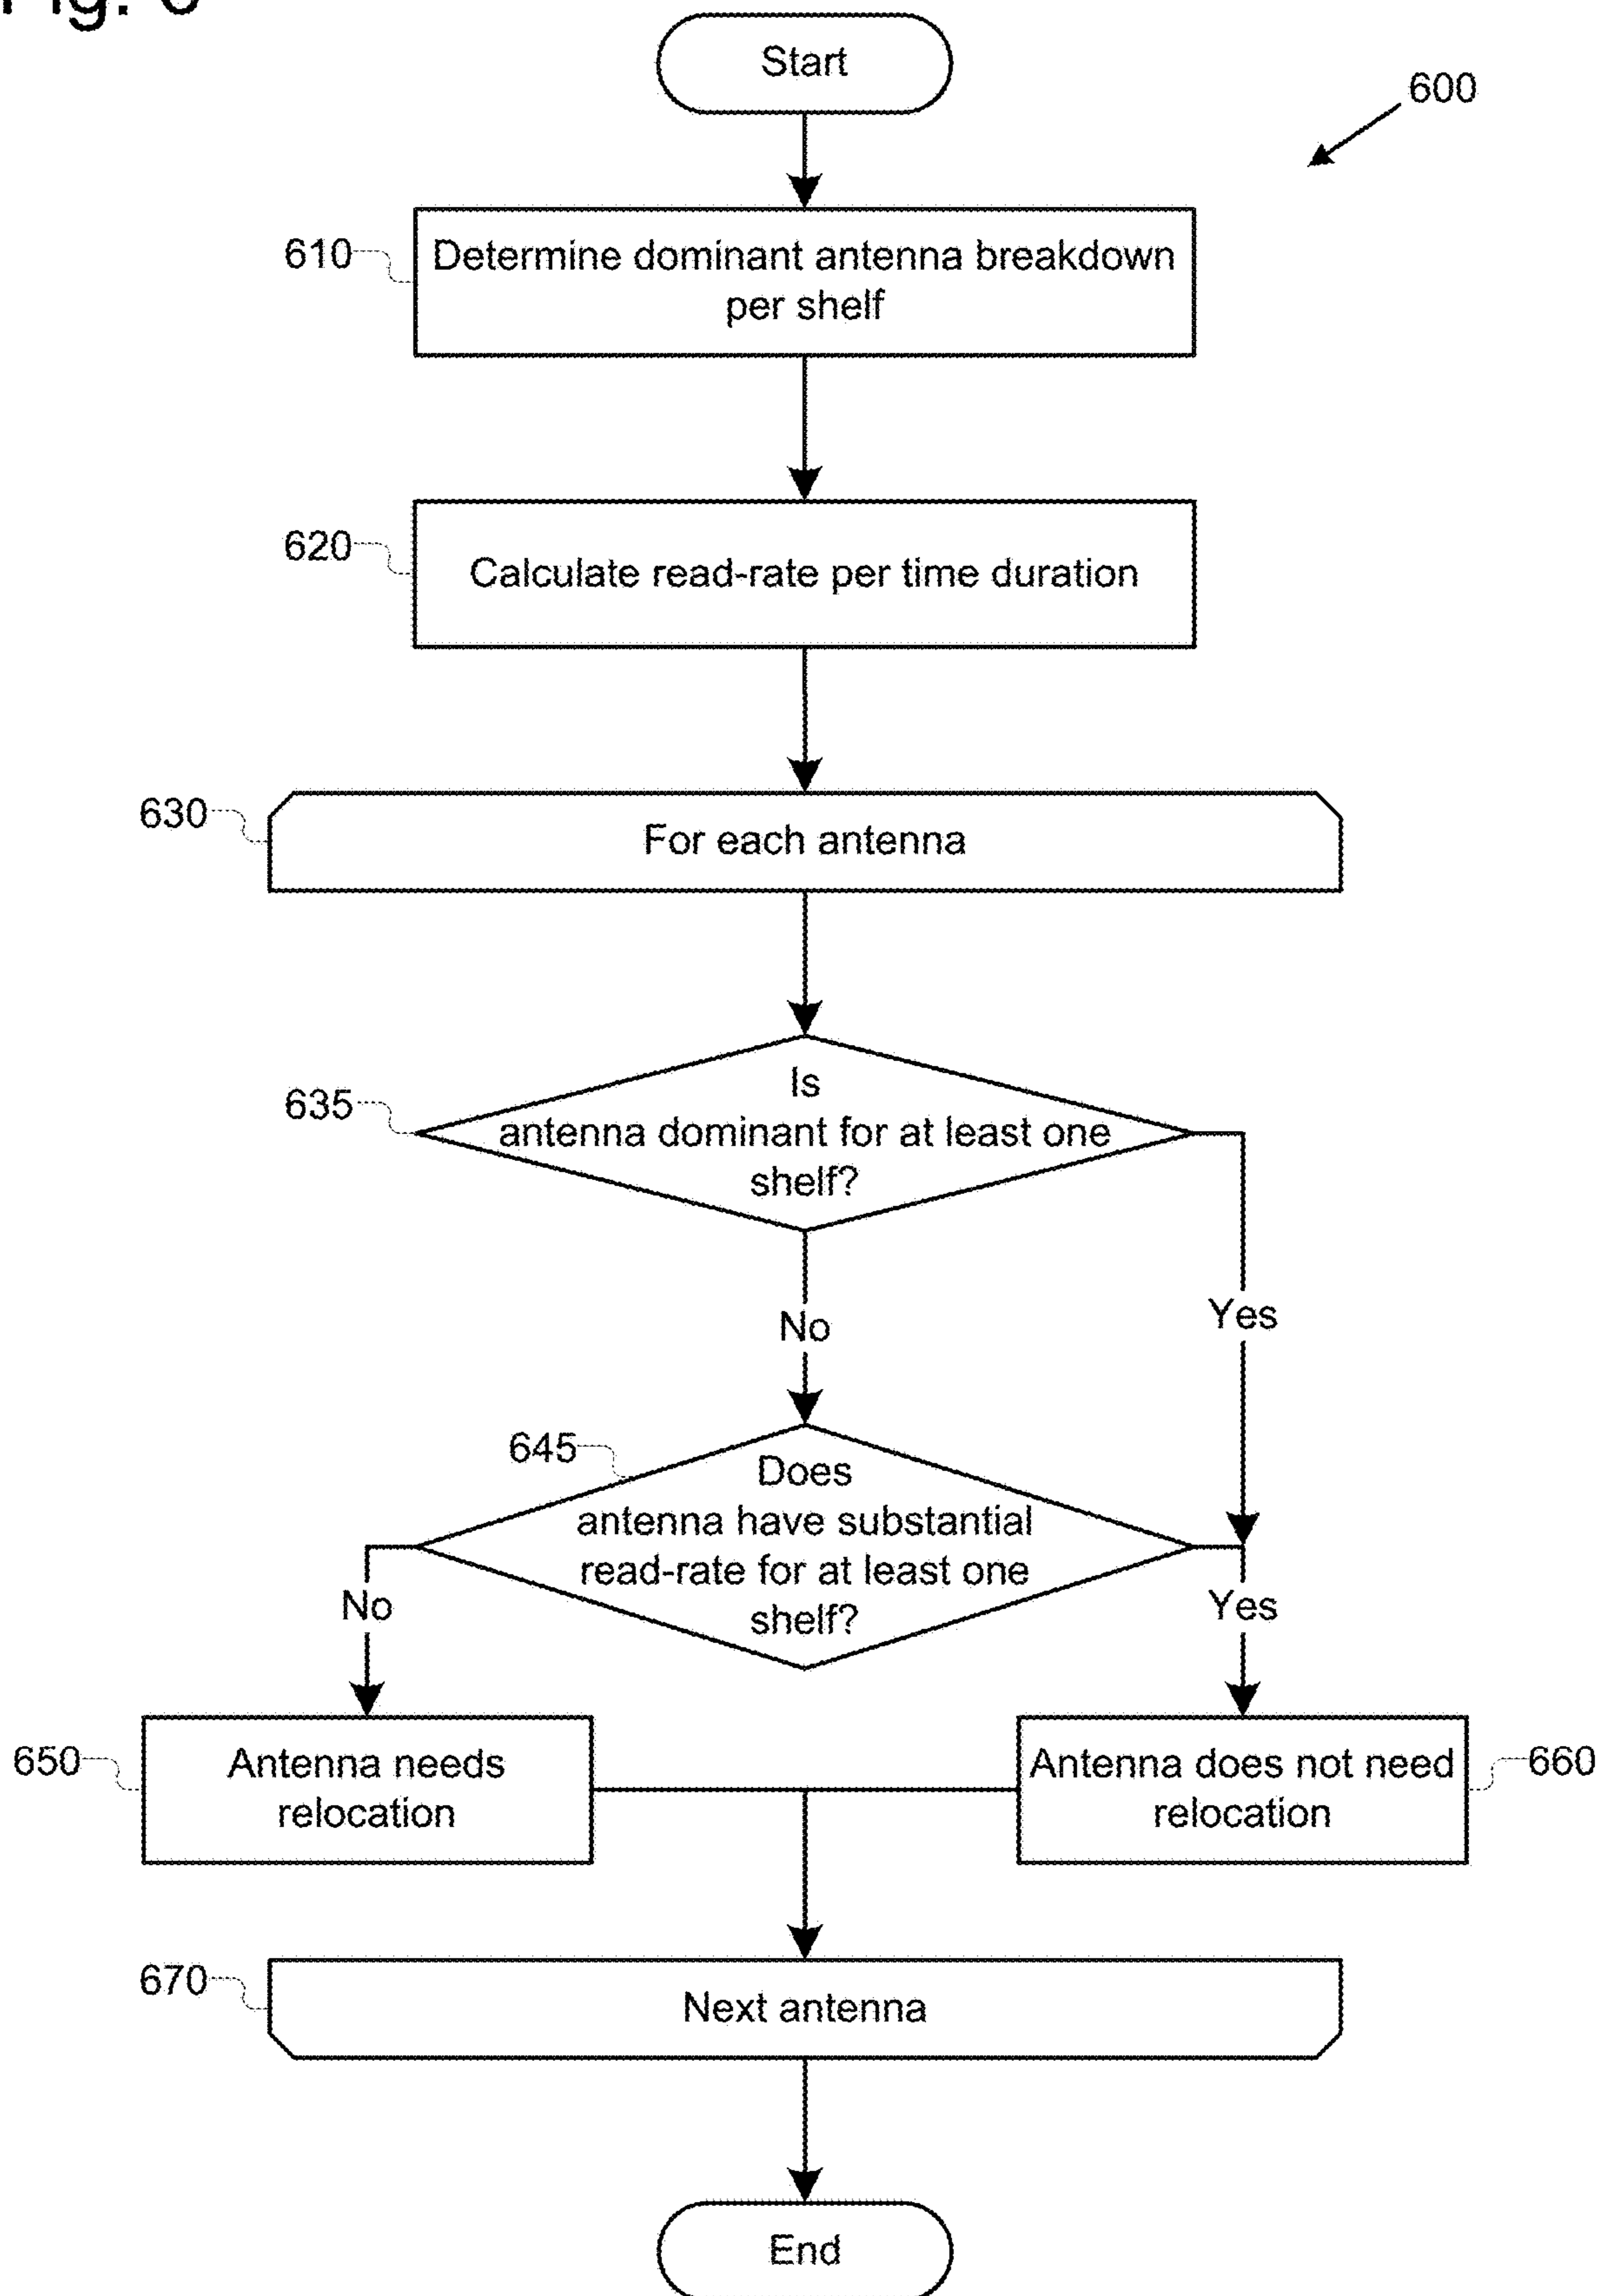 Start
600
610
Determine dominant antenna breakdown
per shelf
620
Calculate read-rate per time duration
630
For each antenna
635
Is
antenna dominant for at least one
shelf?
No
Yes
645
Does
antenna have substantial
read-rate for at least one
shelf?
No
Yes
650
Antenna needs
relocation
Antenna does not need
relocation
660
670
Next antenna
End